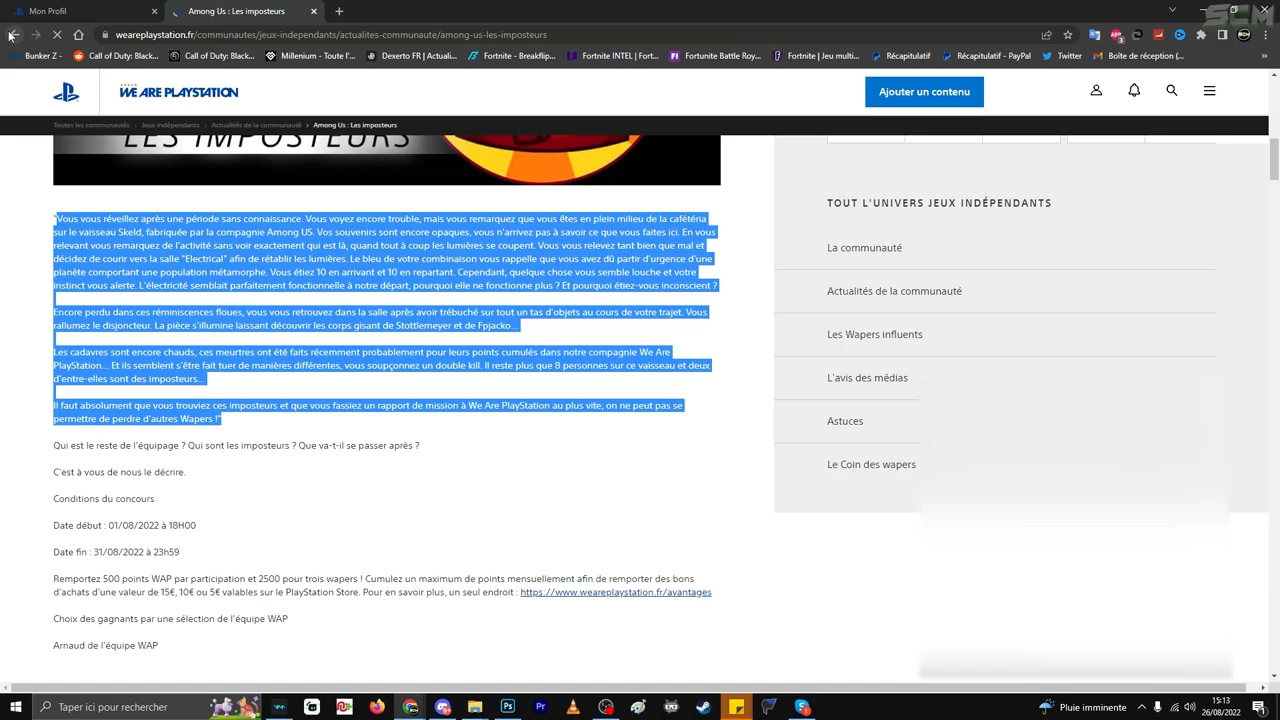 Mon Profil
Among Us : Les imposteurs
SCM
weareplaystation.fr/communautes/jeux-independants/actualites-communaute/among-us-les-imposteurs
Bunker Z
Call of Duty: Black...
Call of Duty: Black...
Millenium - Toute l'...
Dexerto FR | Actuali...
Fortnite - Breakflip...
Fortnite INTEL | Fort...
Fortunite Battle Roy...
Fortnite | Jeu multi...
Récapitulatif
Récapitulatif - PayPal
Twitter
Boîte de réception (...
WE ARE PLAYSTATION
Ajouter un contenu
Toutes les communautés > Jeux indépendants > Actualités de la communauté > Among Us : Les imposteurs
LES IMPOSTEURS
"Vous vous réveillez après une période sans connaissance. Vous voyez encore trouble, mais vous remarquez que vous êtes en plein milieu de la cafétéria
sur le vaisseau Skeld, fabriquée par la compagnie Among US. Vos souvenirs sont encore opaques, vous n'arrivez pas à savoir ce que vous faites ici. En vous
relevant vous remarquez de l'activité sans voir exactement qui est là, quand tout à coup les lumières se coupent. Vous vous relevez tant bien que mal et
décidez de courir vers la salle "Electrical" afin de rétablir les lumières. Le bleu de votre combinaison vous rappelle que vous avez dû partir d'urgence d'une
planète comportant une population métamorphe. Vous étiez 10 en arrivant et 10 en repartant. Cependant, quelque chose vous semble louche et votre
instinct vous alerte. L'électricité semblait parfaitement fonctionnelle à notre départ, pourquoi elle ne fonctionne plus ? Et pourquoi étiez-vous inconscient ?
Encore perdu dans ces réminiscences floues, vous vous retrouvez dans la salle après avoir trébuché sur tout un tas d'objets au cours de votre trajet. Vous
rallumez le disjoncteur. La pièce s'illumine laissant découvrir les corps gisant de Stottlemeyer et de Fpjacko...
Les cadavres sont encore chauds, ces meurtres ont été faits récemment probablement pour leurs points cumulés dans notre compagnie We Are
PlayStation... Et ils semblent s'être fait tuer de manières différentes, vous soupçonnez un double kill. Il reste plus que 8 personnes sur ce vaisseau et deux
d'entre-elles sont des imposteurs...
Il faut absolument que vous trouviez ces imposteurs et que vous fassiez un rapport de mission à We Are PlayStation au plus vite, on ne peut pas se
permettre de perdre d'autres Wapers !"
Qui est le reste de l'équipage ? Qui sont les imposteurs ? Que va-t-il se passer après ?
C'est à vous de nous le décrire.
Conditions du concours
Date début : 01/08/2022 à 18H00
Date fin : 31/08/2022 à 23h59
Remportez 500 points WAP par participation et 2500 pour trois wapers ! Cumulez un maximum de points mensuellement afin de remporter des bons
d'achats d'une valeur de 15€, 10€ ou 5€ valables sur le PlayStation Store. Pour en savoir plus, un seul endroit : https://www.weareplaystation.fr/avantages
Choix des gagnants par une sélection de l'équipe WAP
Arnaud de l'équipe WAP
TOUT L'UNIVERS JEUX INDÉPENDANTS
La communauté
Actualités de la communauté
Les Wapers influents
L'avis des médias
Astuces
Le Coin des wapers
Taper ici pour rechercher
Pluie imminente
15:13
26/08/2022